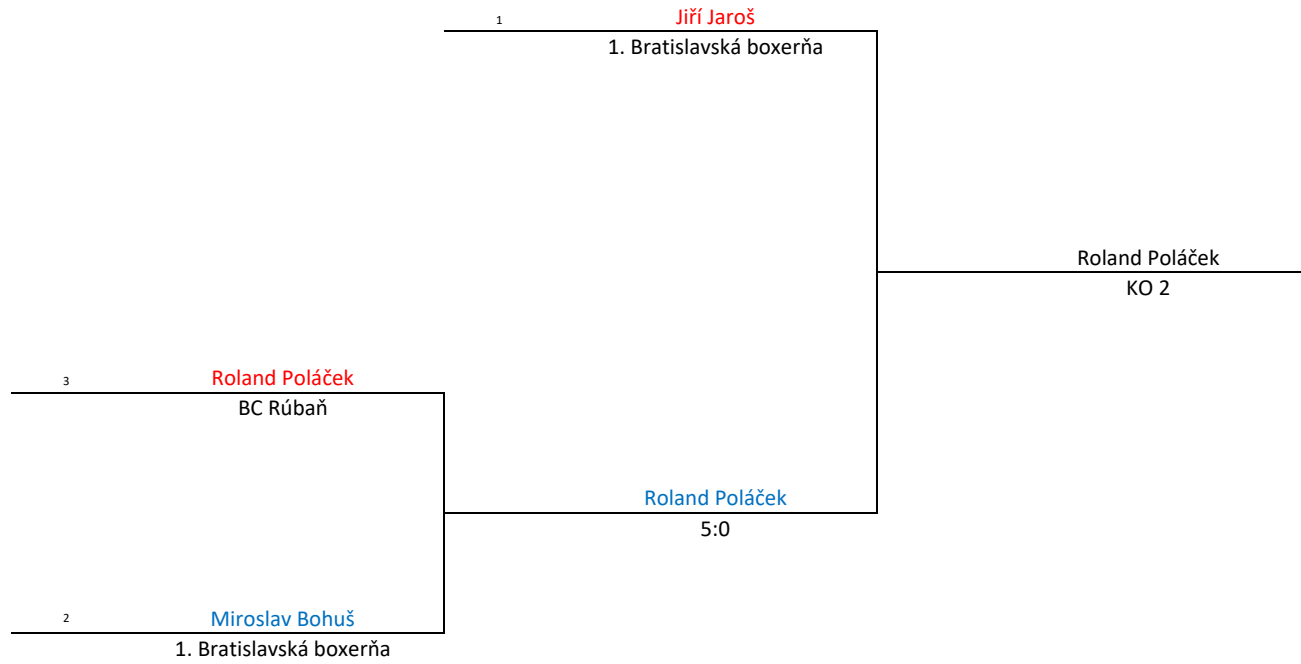 1 Jiří Jaroš
1. Bratislavská boxerňa
Roland Poláček
KO 2
3 Roland Poláček
BC Rúbaň
Roland Poláček
5:0
2 Miroslav Bohuš
1. Bratislavská boxerňa